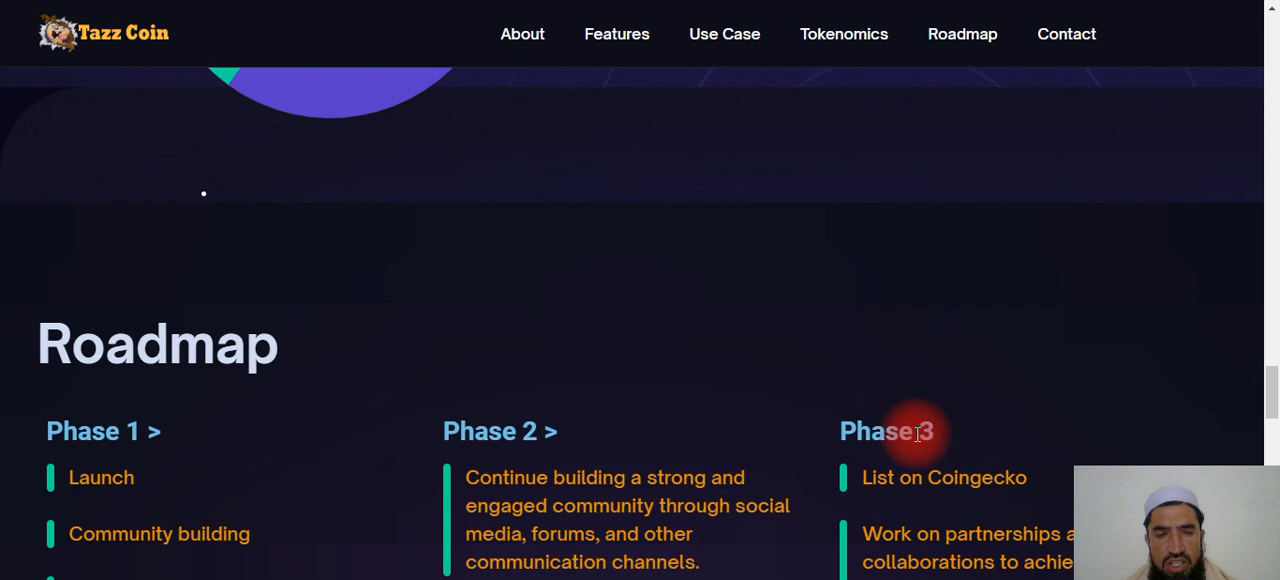 Tazz Coin
About Features Use Case Tokenomics Roadmap Contact
Roadmap
Phase 1 >
Launch
Community building
Phase 2 >
Continue building a strong and
engaged community through social
media, forums, and other
communication channels.
Phase 3
List on Coingecko
Work on partnerships a
collaborations to achie